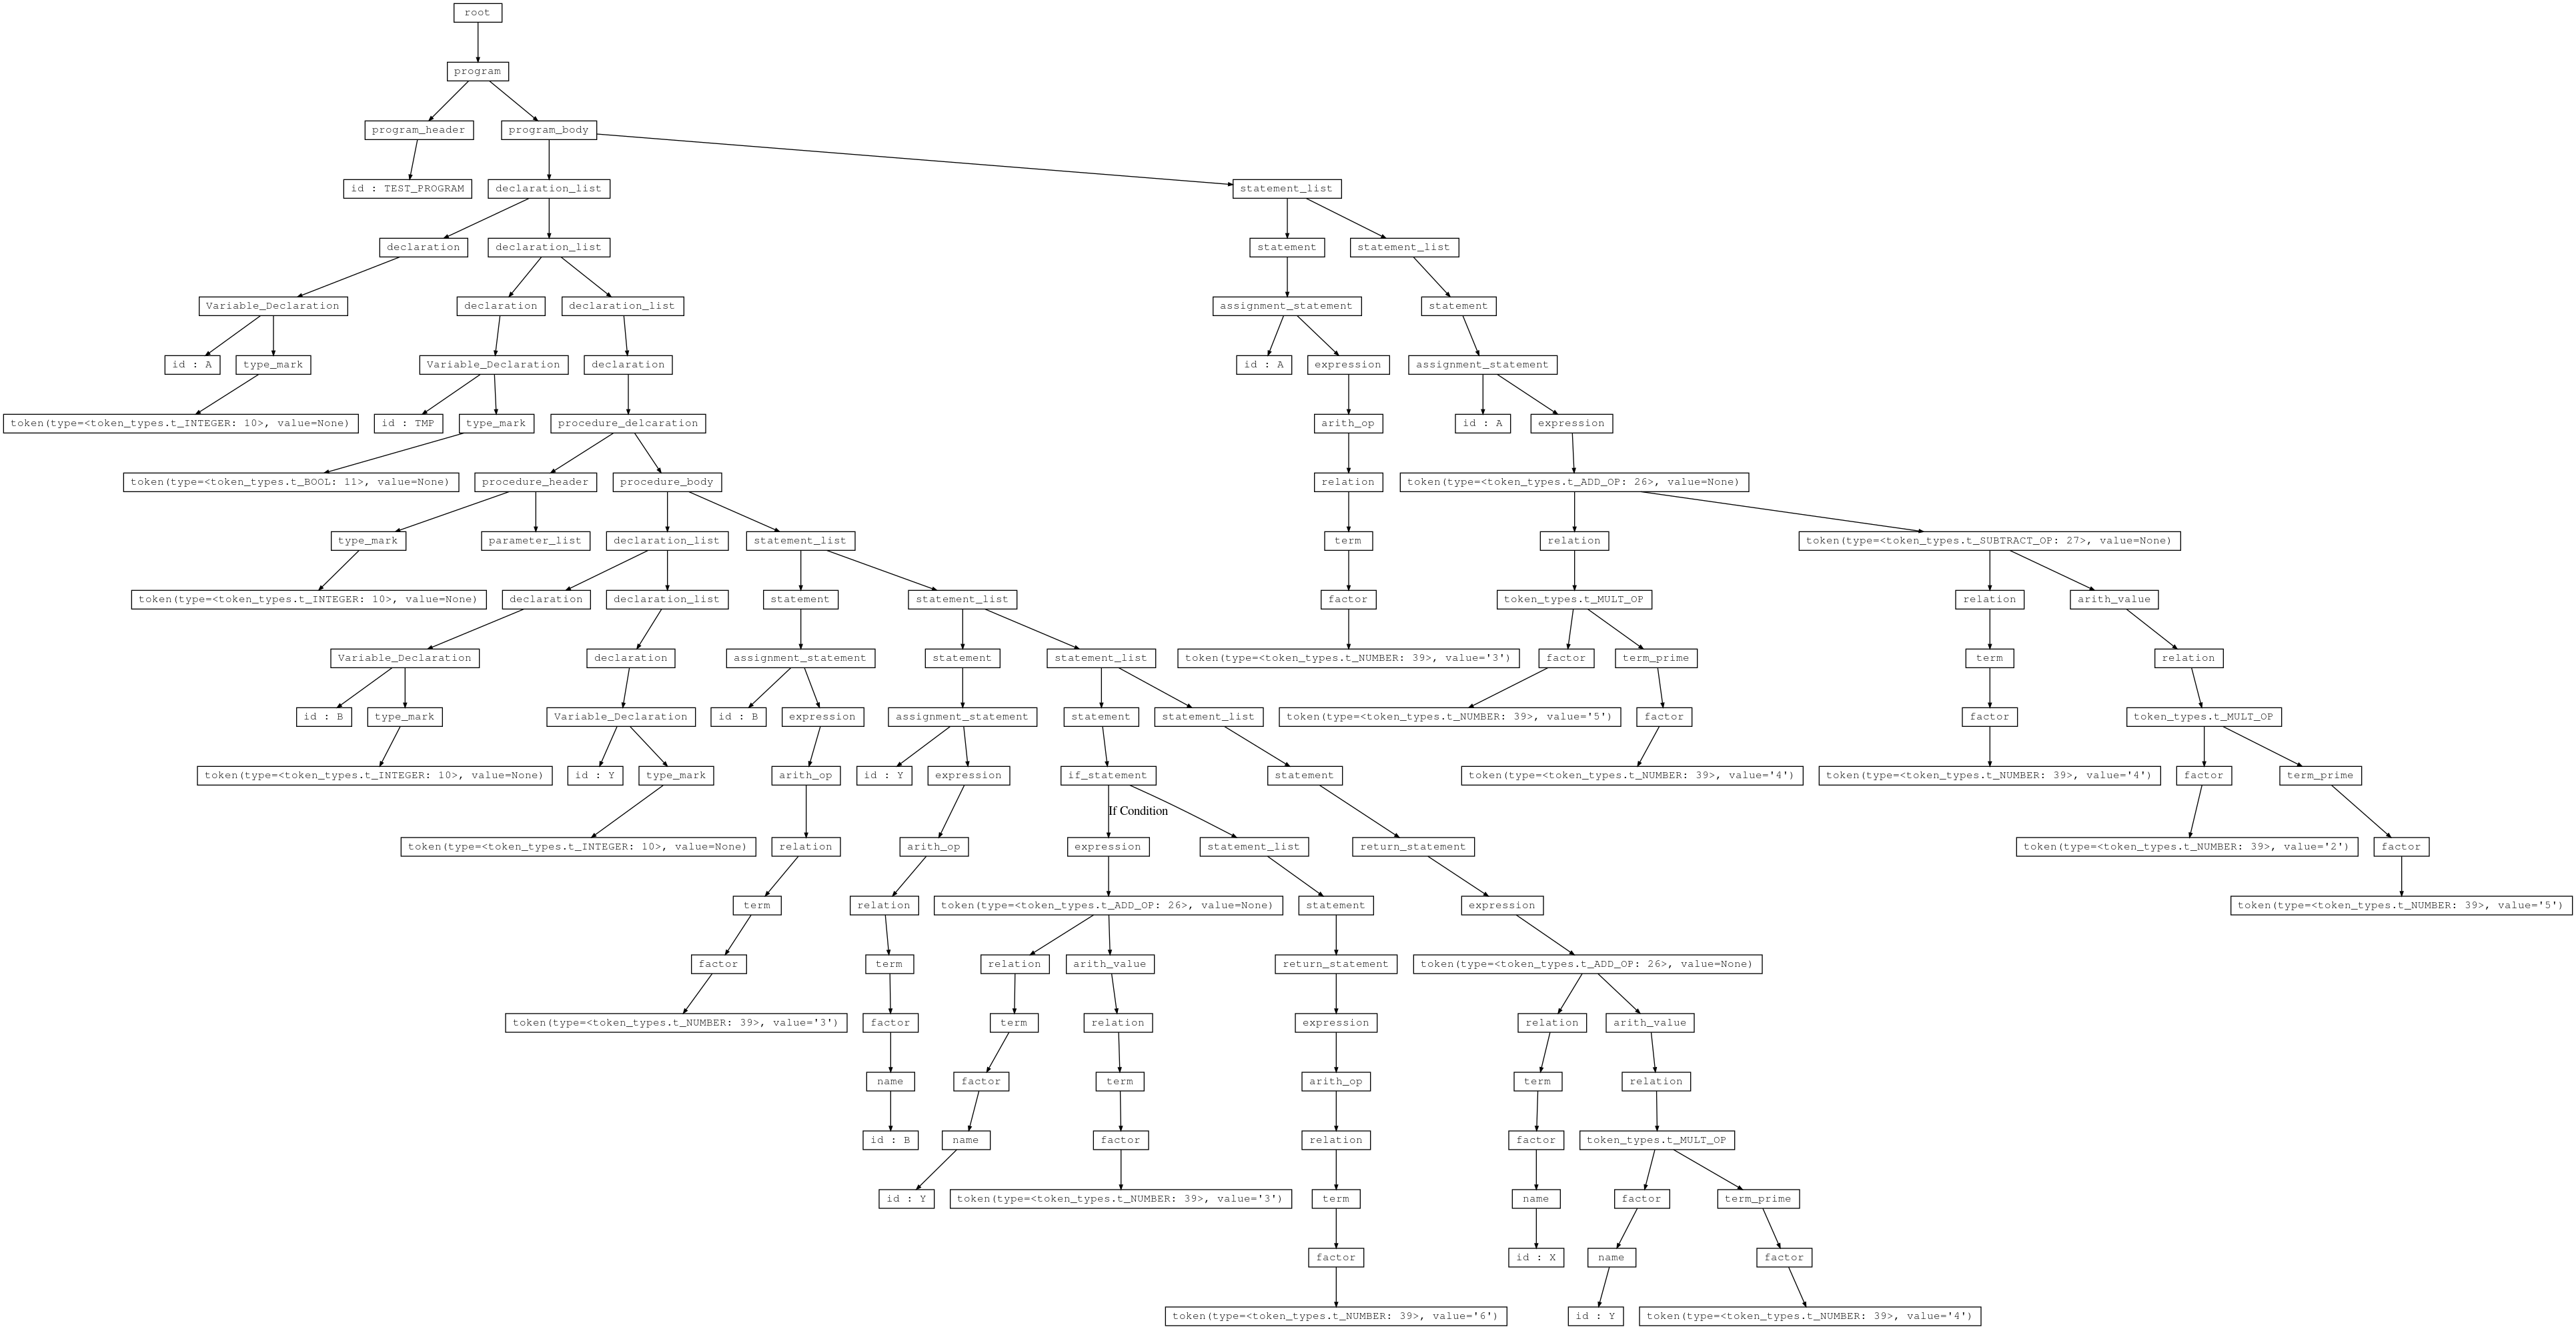 root
program
program_header
program_body
id : TEST_PROGRAM
declaration_list
statement_list
declaration
declaration_list
statement
statement_list
Variable_Declaration
declaration
declaration_list
assignment_statement
statement
id : A
type_mark
Variable_Declaration
declaration
id : A
expression
assignment_statement
token(type=<token_types.t_INTEGER: 10>, value=None)
id : TMP
type_mark
procedure_delcaration
arith_op
id : A
expression
token(type=<token_types.t_BOOL: 11>, value=None)
procedure_header
procedure_body
relation
token(type=<token_types.t_ADD_OP: 26>, value=None)
type_mark
parameter_list
declaration_list
statement_list
term
relation
token(type=<token_types.t_SUBTRACT_OP: 27>, value=None)
token(type=<token_types.t_INTEGER: 10>, value=None)
declaration
declaration_list
statement
statement_list
factor
token_types.t_MULT_OP
relation
arith_value
Variable_Declaration
declaration
assignment_statement
statement
statement_list
token(type=<token_types.t_NUMBER: 39>, value='3')
factor
term_prime
term
relation
id : B
type_mark
Variable_Declaration
id : B
expression
assignment_statement
statement
statement_list
token(type=<token_types.t_NUMBER: 39>, value='5')
factor
factor
token_types.t_MULT_OP
token(type=<token_types.t_INTEGER: 10>, value=None)
id : Y
type_mark
arith_op
id : Y
expression
if_statement
statement
token(type=<token_types.t_NUMBER: 39>, value='4')
token(type=<token_types.t_NUMBER: 39>, value='4')
factor
term_prime
If Condition
token(type=<token_types.t_INTEGER: 10>, value=None)
relation
arith_op
expression
statement_list
return_statement
token(type=<token_types.t_NUMBER: 39>, value='2')
factor
term
relation
token(type=<token_types.t_ADD_OP: 26>, value=None)
statement
expression
token(type=<token_types.t_NUMBER: 39>, value='5')
factor
term
relation
arith_value
return_statement
token(type=<token_types.t_ADD_OP: 26>, value=None)
token(type=<token_types.t_NUMBER: 39>, value='3')
factor
term
relation
expression
relation
arith_value
name
factor
term
arith_op
term
relation
id : B
name
factor
relation
factor
token_types.t_MULT_OP
id : Y
token(type=<token_types.t_NUMBER: 39>, value='3')
term
name
factor
term_prime
factor
id : X
name
factor
token(type=<token_types.t_NUMBER: 39>, value='6')
id : Y
token(type=<token_types.t_NUMBER: 39>, value='4')